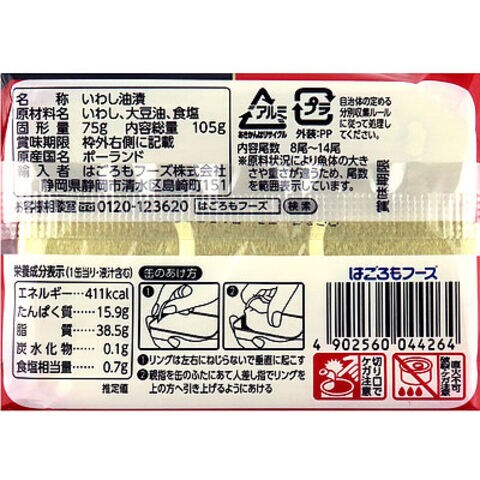 名　　称　いわし油漬
原材料名　いわし、大豆油、食塩
固形量　75g　内容総量　105g
賞味期限　枠外右側に記載
原産国名　ポーランド
輸入者　はごろもフーズ株式会社
静岡県静岡市清水区島崎町151
お客様相談室 0120-123620 はごろもフーズ 検索
アルミ
あきかんはリサイクル
プラ
外装:PP
自治体の定める
分別収集ルール
に従って処理し
てください。
内容尾数 8尾〜14尾
※原料状況により魚体の大き
さや重さが違うため、尾数
を範囲表示しています。
賞味期限
栄養成分表示(1缶当り・液汁含む)
エネルギー… 411kcal
たんぱく質… 15.9g
脂質… 38.5g
炭水化物… 0.1g
食塩相当量… 0.7g
推定値
缶のあけ方
1
2
❶リングは左右にねじらないで垂直に起こす
❷親指を缶のふたにあて人差し指でリングを
上の方へ引き上げるようにあける
はごろもフーズ
4 902560 044264
切り口で
ケガ注意
直火不可
破裂・ケガ注意